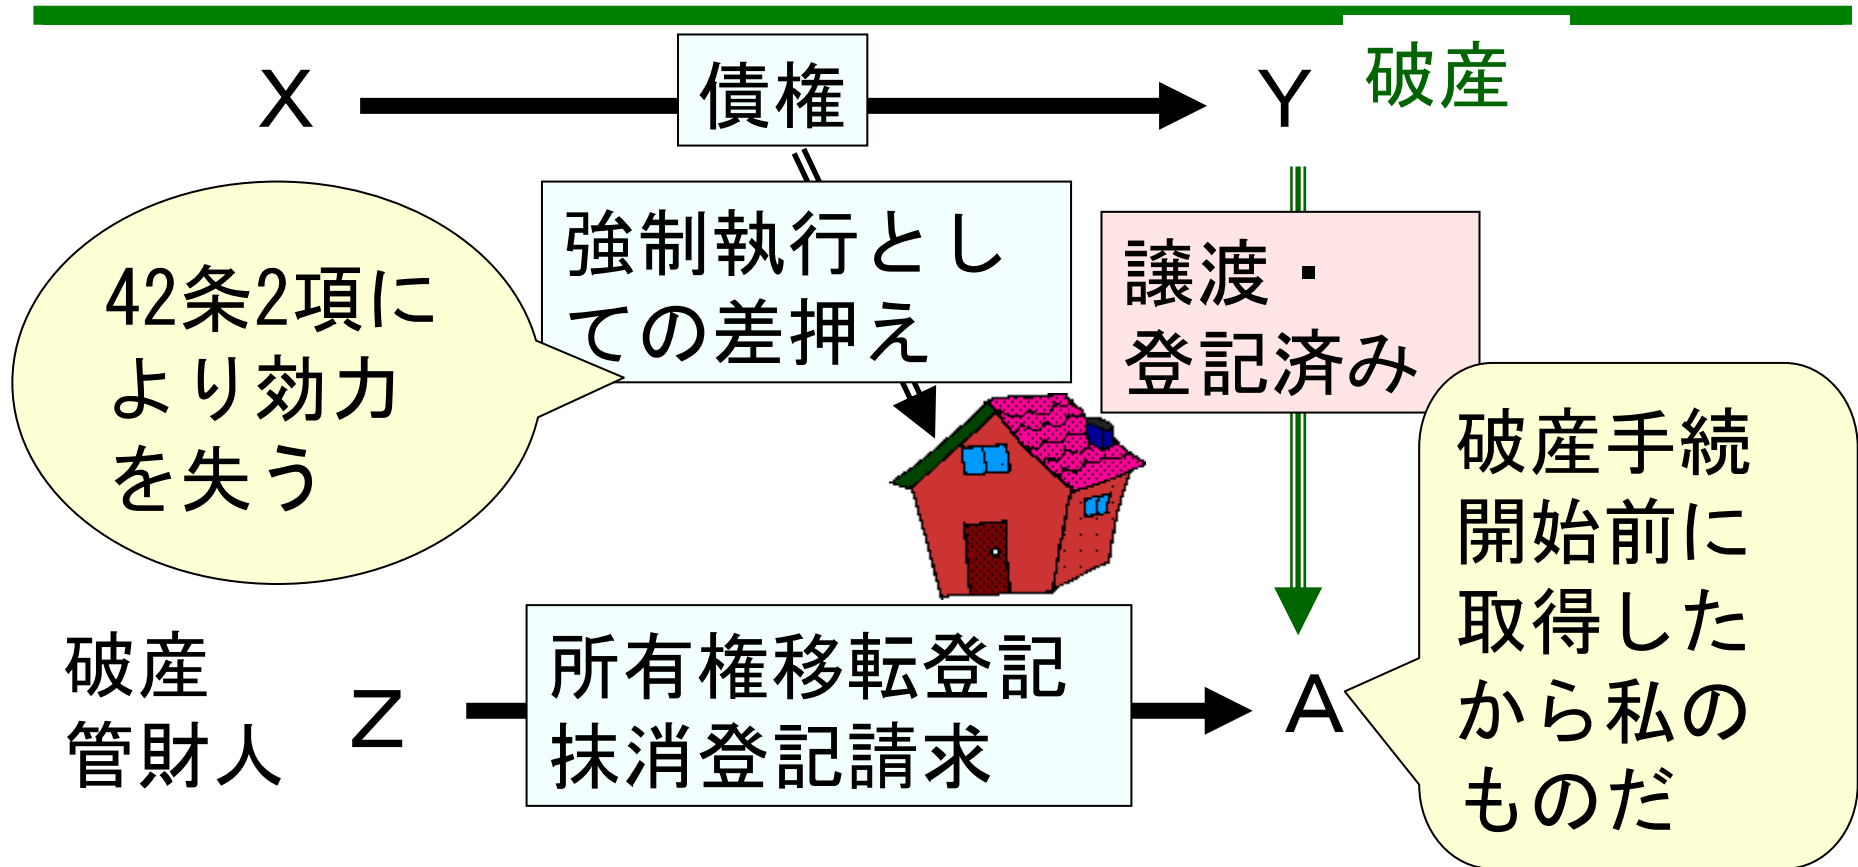 X
債権
Y
破産
42条2項に
より効力
を失う
強制執行とし
ての差押え
譲渡・
登記済み
破産手続
開始前に
取得した
から私の
ものだ
破産
管財人
Z
所有権移転登記
抹消登記請求
A